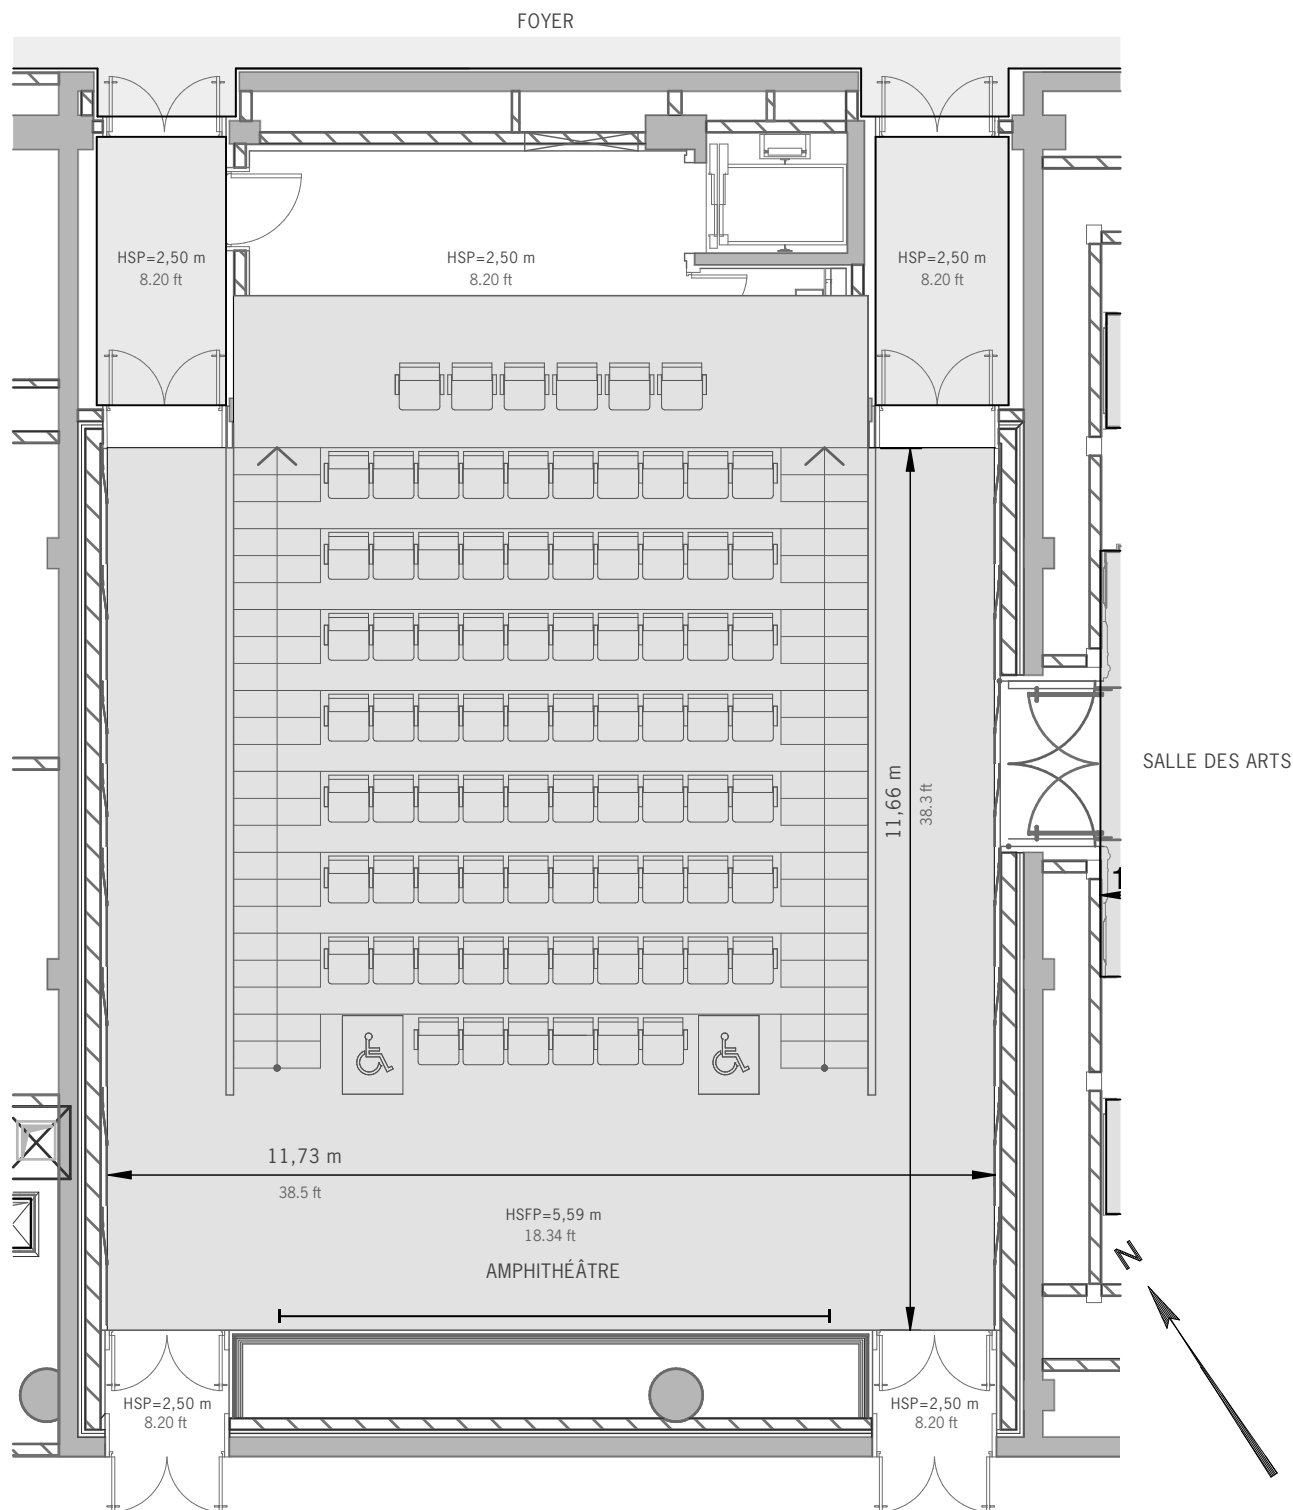 FOYER
HSP=2,50 m
8.20 ft
HSP=2,50 m
8.20 ft
HSP=2,50 m
8.20 ft
11,66 m
38.3 ft
SALLE DES ARTS
11,73 m
38.5 ft
HSFP=5,59 m
18.34 ft
AMPHITHÉÂTRE
N
HSP=2,50 m
8.20 ft
HSP=2,50 m
8.20 ft